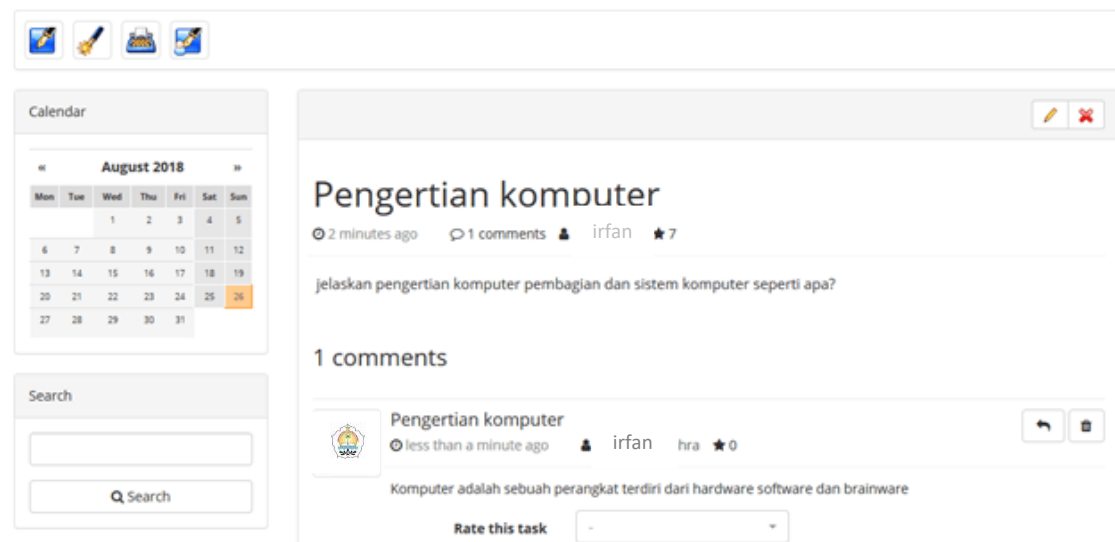 Calendar
« August 2018 »
Mon Tue Wed Thu Fri Sat Sun
1 2 3 4 5
6 7 8 9 10 11 12
13 14 15 16 17 18 19
20 21 22 23 24 25 26
27 28 29 30 31
Search
Search
Pengertian komputer
2 minutes ago 1 comments irfan 7
jelaskan pengertian komputer pembagian dan sistem komputer seperti apa?
1 comments
Pengertian komputer
less than a minute ago irfan hra 0
Komputer adalah sebuah perangkat terdiri dari hardware software dan brainware
Rate this task -